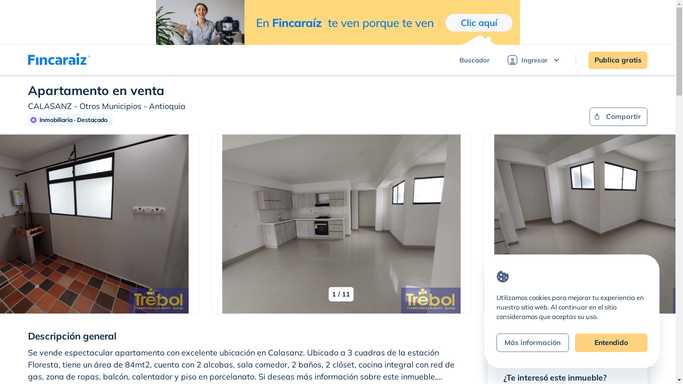 En Fincaraíz te ven porque te ven
Clic aquí
Fincaraíz
Buscador
Ingresar
Publica gratis
Apartamento en venta
CALASANZ - Otros Municipios - Antioquia
Inmobiliaria · Destacado
Compartir
1 / 11
Trébol
Trébol
Trébol
Utilizamos cookies para mejorar tu experiencia en
nuestro sitio web. Al continuar en el sitio
consideramos que aceptas su uso.
Más información
Entendido
Descripción general
Se vende espectacular apartamento con excelente ubicación en Calasanz. Ubicado a 3 cuadras de la estación
Floresta, tiene un área de 84mt2, cuenta con 2 alcobas, sala comedor, 2 baños, 2 clóset, cocina integral con red de
gas, zona de ropas, balcón, calentador y piso en porcelanato. Si deseas más información sobre este inmueble,...
¿Te interesó este inmueble?